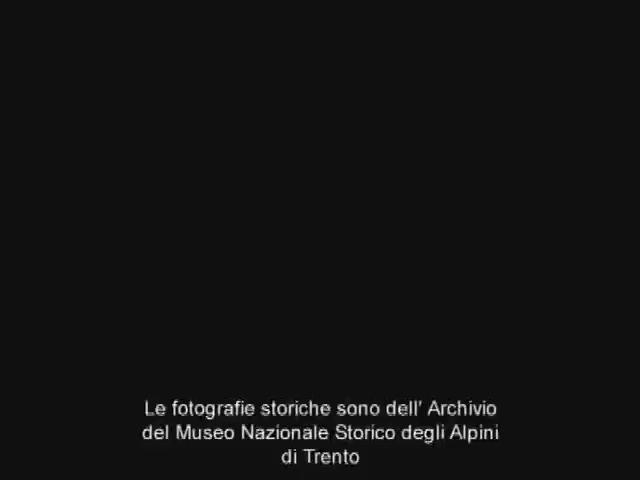 Le fotografie storiche sono dell' Archivio
del Museo Nazionale Storico degli Alpini
di Trento